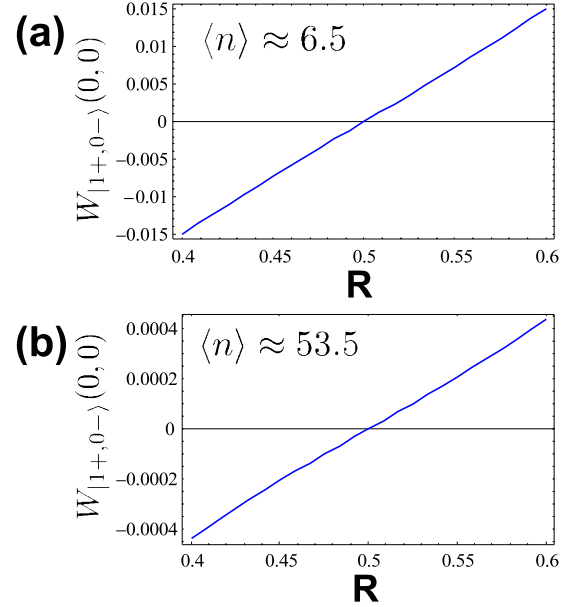 (a)
⟨n⟩ ≈ 6.5
W|1+,0−⟩(0,0)
0.015
0.01
0.005
0
−0.005
−0.01
−0.015
0.4 0.45 0.5 0.55 0.6
R
(b)
⟨n⟩ ≈ 53.5
W|1+,0−⟩(0,0)
0.0004
0.0002
0
−0.0002
−0.0004
0.4 0.45 0.5 0.55 0.6
R